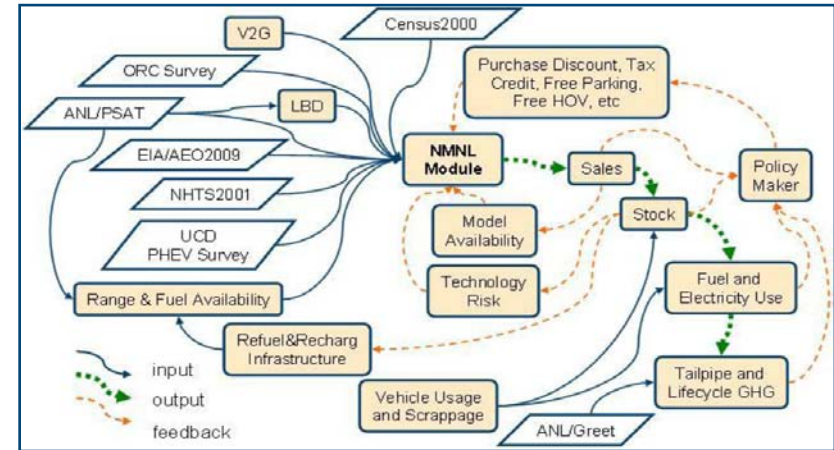 Census2000
V2G
ORC Survey
Purchase Discount, Tax
Credit, Free Parking,
Free HOV, etc
ANL/PSAT
LBD
EIA/AEO2009
NMNL
Module
Sales
Policy
Maker
NHTS2001
Model
Availability
Stock
UCD
PHEV Survey
Technology
Risk
Fuel and
Electricity Use
Range & Fuel Availability
Refuel&Recharg
Infrastructure
input
output
feedback
Vehicle Usage
and Scrappage
Tailpipe and
Lifecycle GHG
ANL/Greet